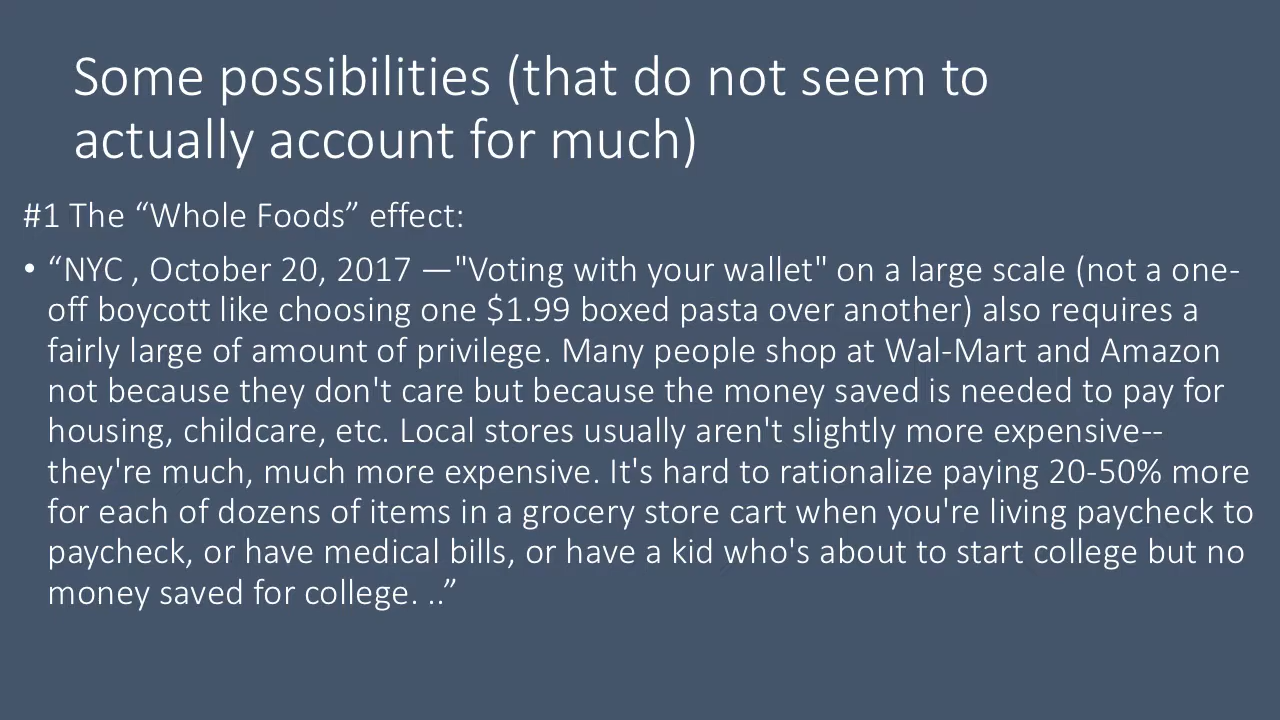 Some possibilities (that do not seem to
actually account for much)
#1 The “Whole Foods” effect:
• “NYC , October 20, 2017 —"Voting with your wallet" on a large scale (not a one-
off boycott like choosing one $1.99 boxed pasta over another) also requires a
fairly large of amount of privilege. Many people shop at Wal-Mart and Amazon
not because they don't care but because the money saved is needed to pay for
housing, childcare, etc. Local stores usually aren't slightly more expensive--
they're much, much more expensive. It's hard to rationalize paying 20-50% more
for each of dozens of items in a grocery store cart when you're living paycheck to
paycheck, or have medical bills, or have a kid who's about to start college but no
money saved for college. ..”